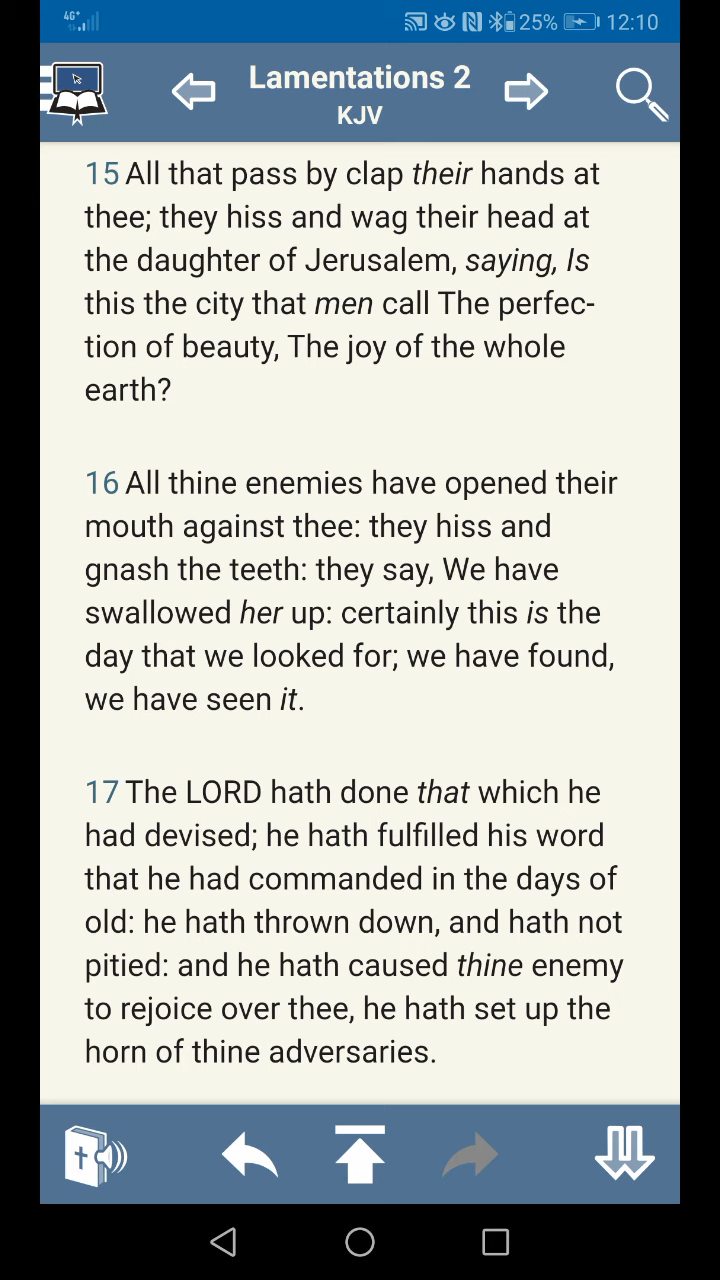 4G+ 25% 12:10
Lamentations 2
KJV
15 All that pass by clap their hands at
thee; they hiss and wag their head at
the daughter of Jerusalem, saying, Is
this the city that men call The perfec-
tion of beauty, The joy of the whole
earth?
16 All thine enemies have opened their
mouth against thee: they hiss and
gnash the teeth: they say, We have
swallowed her up: certainly this is the
day that we looked for; we have found,
we have seen it.
17 The LORD hath done that which he
had devised; he hath fulfilled his word
that he had commanded in the days of
old: he hath thrown down, and hath not
pitied: and he hath caused thine enemy
to rejoice over thee, he hath set up the
horn of thine adversaries.